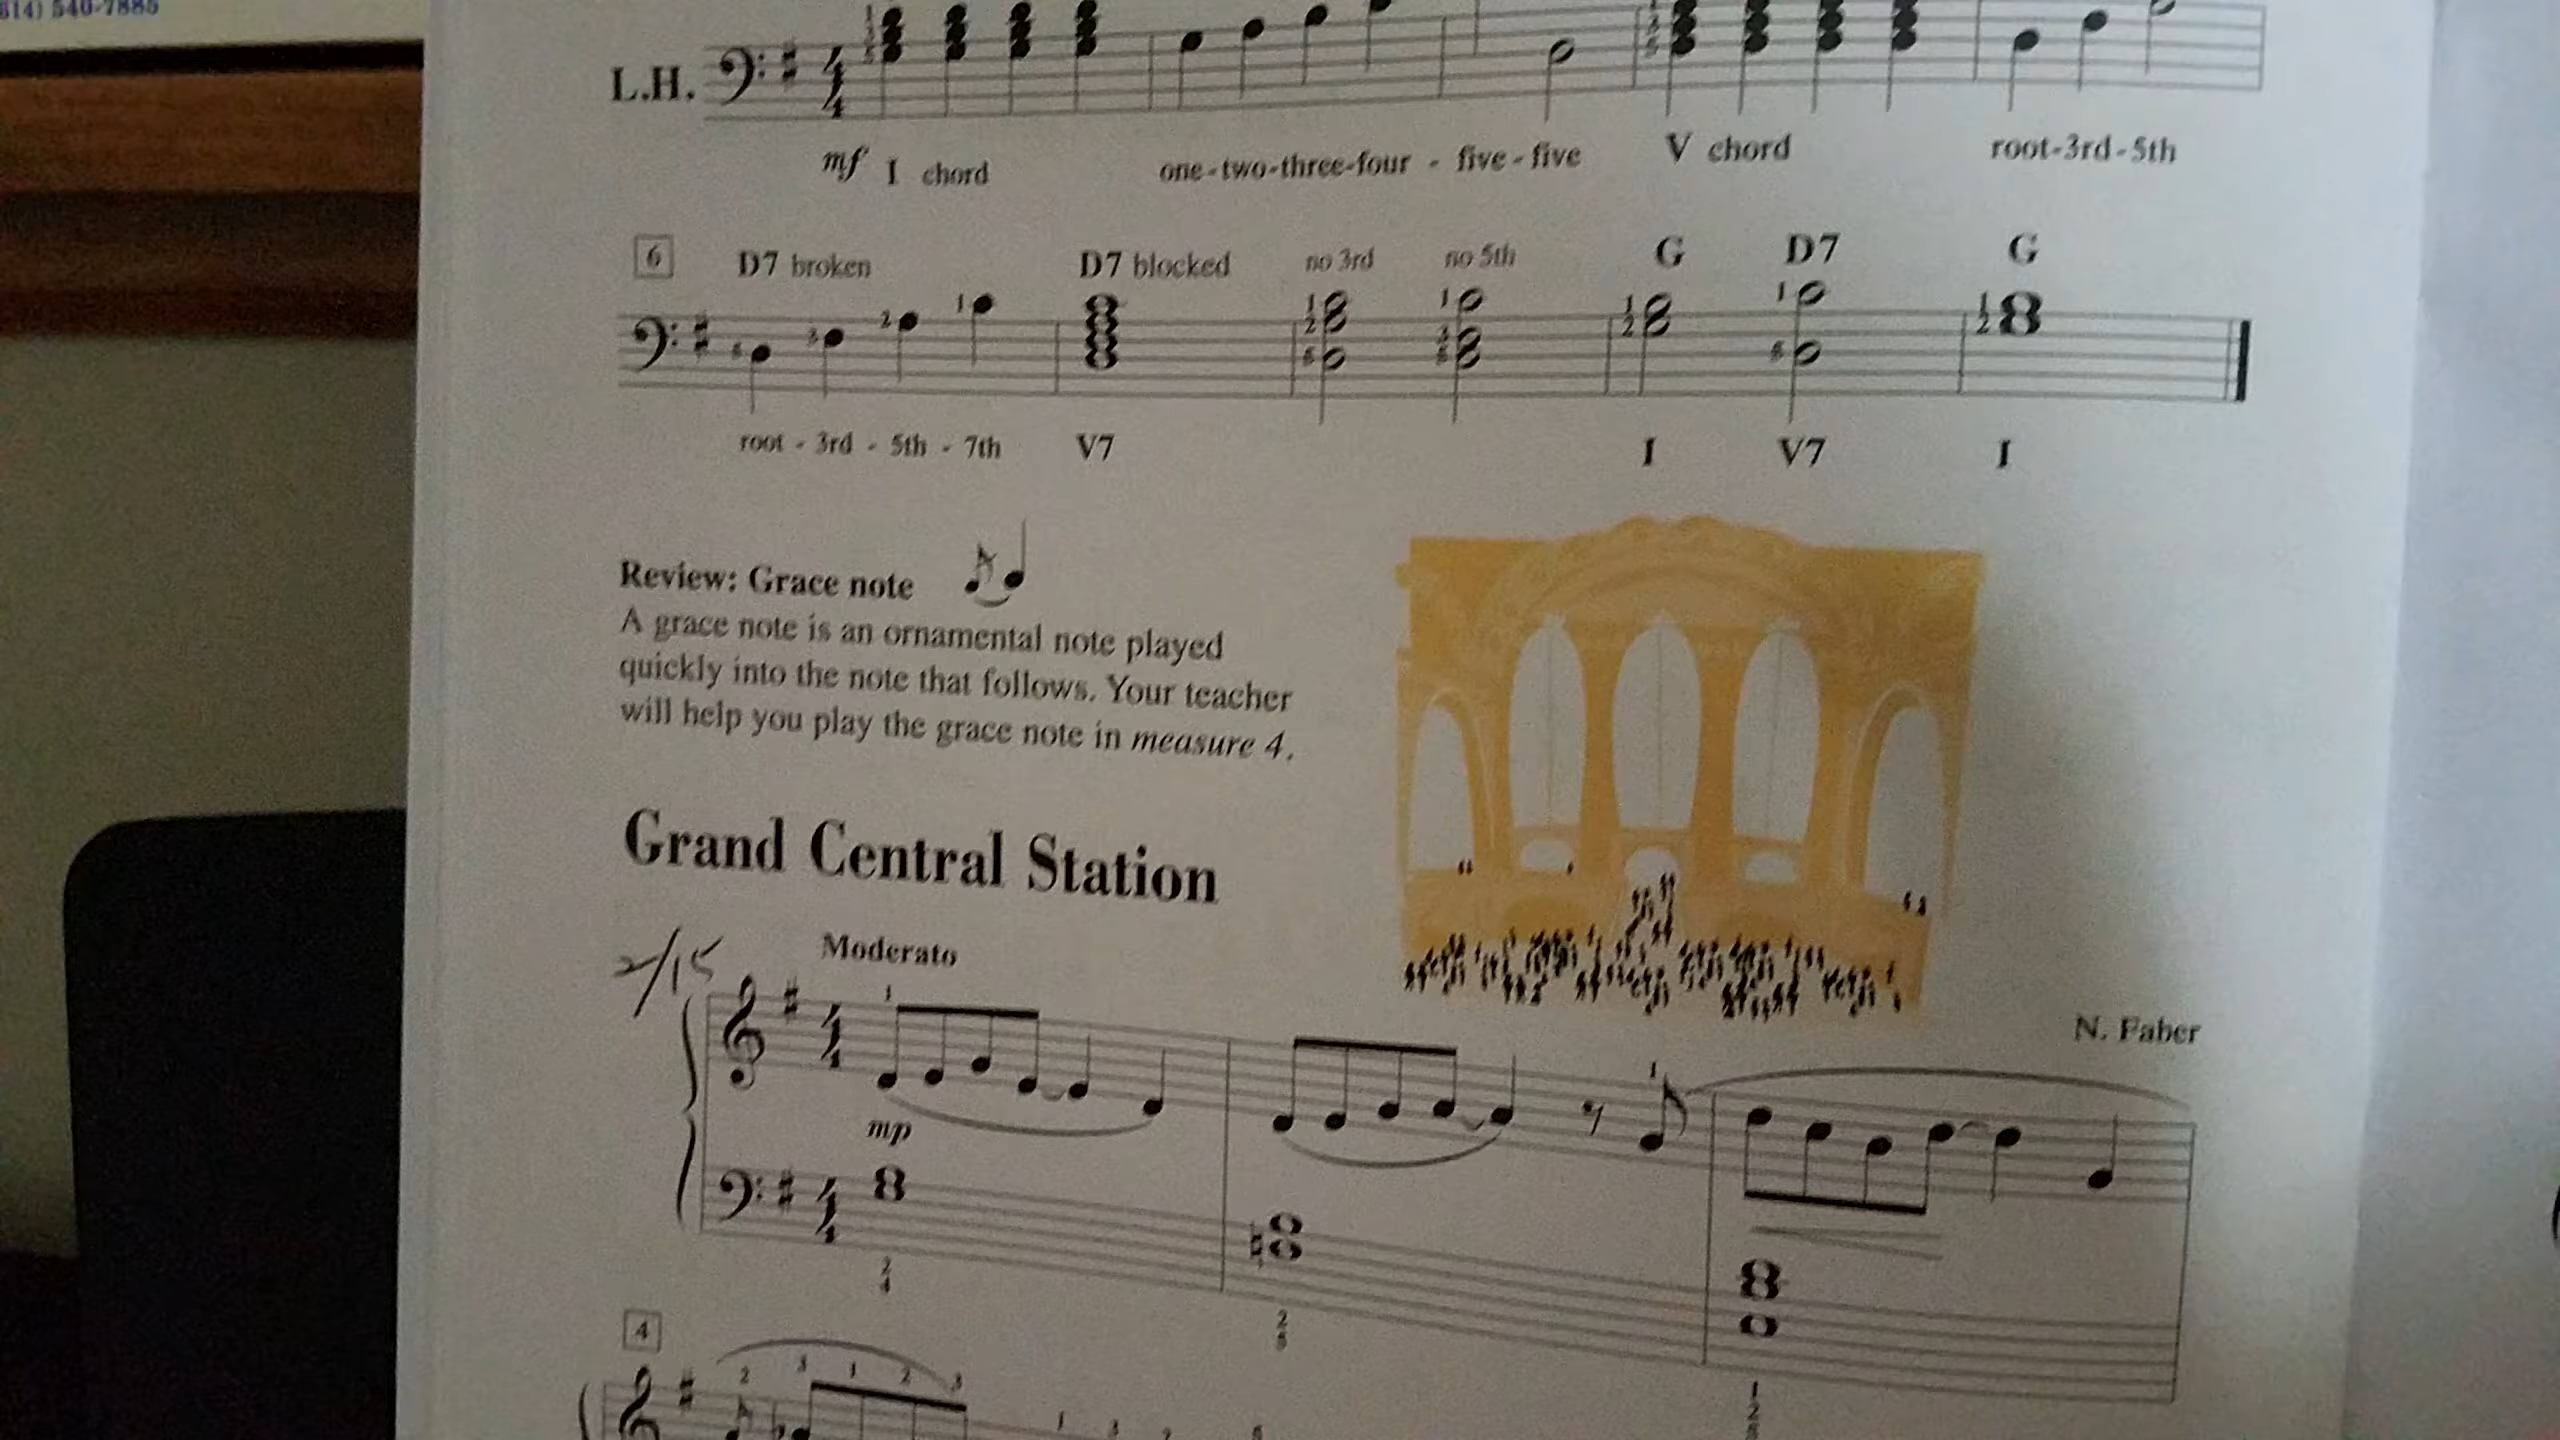 614) 540-7885
L.H.
mf I chord one-two-three-four - five-five V chord root-3rd-5th
6 D7 broken D7 blocked no 3rd no 5th G D7 G
root - 3rd - 5th - 7th V7 I V7 I
Review: Grace note
A grace note is an ornamental note played
quickly into the note that follows. Your teacher
will help you play the grace note in measure 4.
Grand Central Station
2/15 Moderato
N. Faber
mp
4